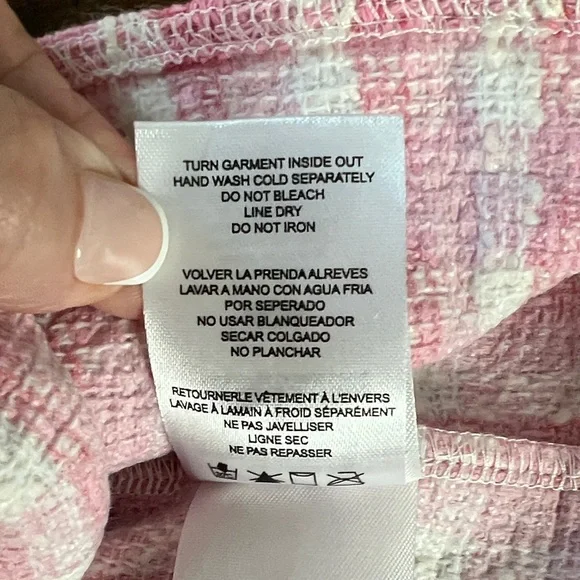 TURN GARMENT INSIDE OUT
HAND WASH COLD SEPARATELY
DO NOT BLEACH
LINE DRY
DO NOT IRON
VOLVER LA PRENDA ALREVES
LAVAR A MANO CON AGUA FRIA
POR SEPERADO
NO USAR BLANQUEADOR
SECAR COLGADO
NO PLANCHAR
RETOURNERLE VÊTEMENT À L'ENVERS
LAVAGE À LAMAIN A FROID SÉPARÉMENT
NE PAS JAVELLISER
LIGNE SEC
NE PAS REPASSER